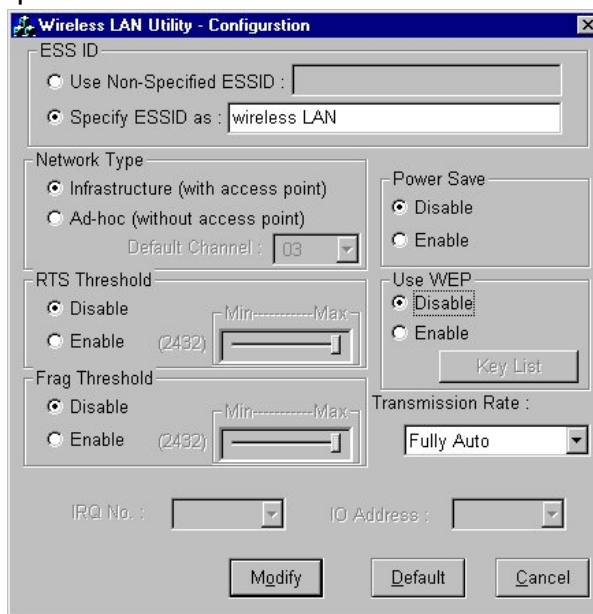 Wireless LAN Utility - Configurstion
ESS ID
Use Non-Specified ESSID :
Specify ESSID as : wireless LAN
Network Type
Infrastructure (with access point)
Ad-hoc (without access point)
Default Channel : 03
Power Save
Disable
Enable
RTS Threshold
Disable
Enable (2432)
Min-----------Max
Use WEP
Disable
Enable
Key List
Frag Threshold
Disable
Enable (2432)
Min-----------Max
Transmission Rate :
Fully Auto
IRQ No. :
IO Address :
Modify
Default
Cancel